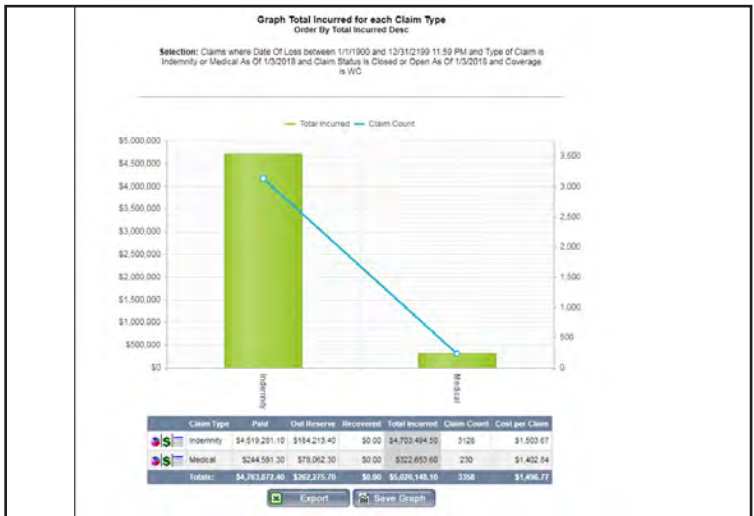 Graph Total Incurred for each Claim Type
Order By Total Incurred Desc
Selection: Claims where Date Of Loss between 1/1/1900 and 12/31/2199 11:59 PM and Type of Claim is
Indemnity or Medical As Of 1/3/2018 and Claim Status is Closed or Open As Of 1/3/2018 and Coverage
is WC
Total Incurred Claim Count
$5,000,000
$4,500,000
$4,000,000
$3,500,000
$3,000,000
$2,500,000
$2,000,000
$1,500,000
$1,000,000
$500,000
$0
3,500
3,000
2,500
2,000
1,500
1,000
500
0
Indemnity
Medical
Claim Type Paid Out Reserve Recovered Total Incurred Claim Count Cost per Claim
Indemnity $4,519,281.10 $184,213.40 $0.00 $4,703,494.50 3128 $1,503.67
Medical $244,591.30 $78,062.30 $0.00 $322,653.60 230 $1,402.84
Totals: $4,763,872.40 $262,275.70 $0.00 $5,026,148.10 3358 $1,496.77
Export Save Graph